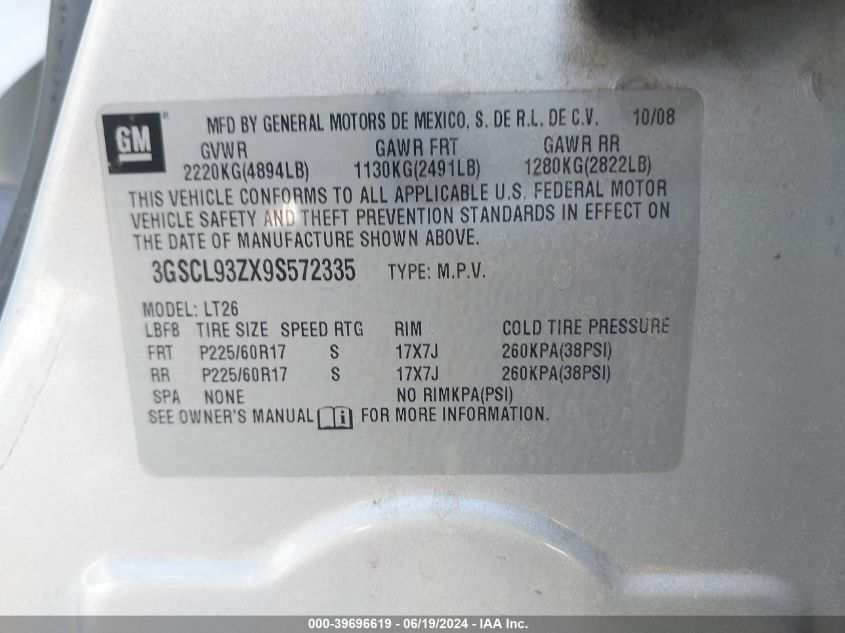 GM
MFD BY GENERAL MOTORS DE MEXICO, S. DE R.L. DE C.V. 10/08
GVWR GAWR FRT GAWR RR
2220KG(4894LB) 1130KG(2491LB) 1280KG(2822LB)
THIS VEHICLE CONFORMS TO ALL APPLICABLE U.S. FEDERAL MOTOR
VEHICLE SAFETY AND THEFT PREVENTION STANDARDS IN EFFECT ON
THE DATE OF MANUFACTURE SHOWN ABOVE.
3GSCL93ZX9S572335 TYPE: M.P.V.
MODEL: LT26
LBF8 TIRE SIZE SPEED RTG RIM COLD TIRE PRESSURE
FRT P225/60R17 S 17X7J 260KPA(38PSI)
RR P225/60R17 S 17X7J 260KPA(38PSI)
SPA NONE NO RIMKPA(PSI)
SEE OWNER'S MANUAL FOR MORE INFORMATION.
000-39696619 - 06/19/2024 - IAA Inc.